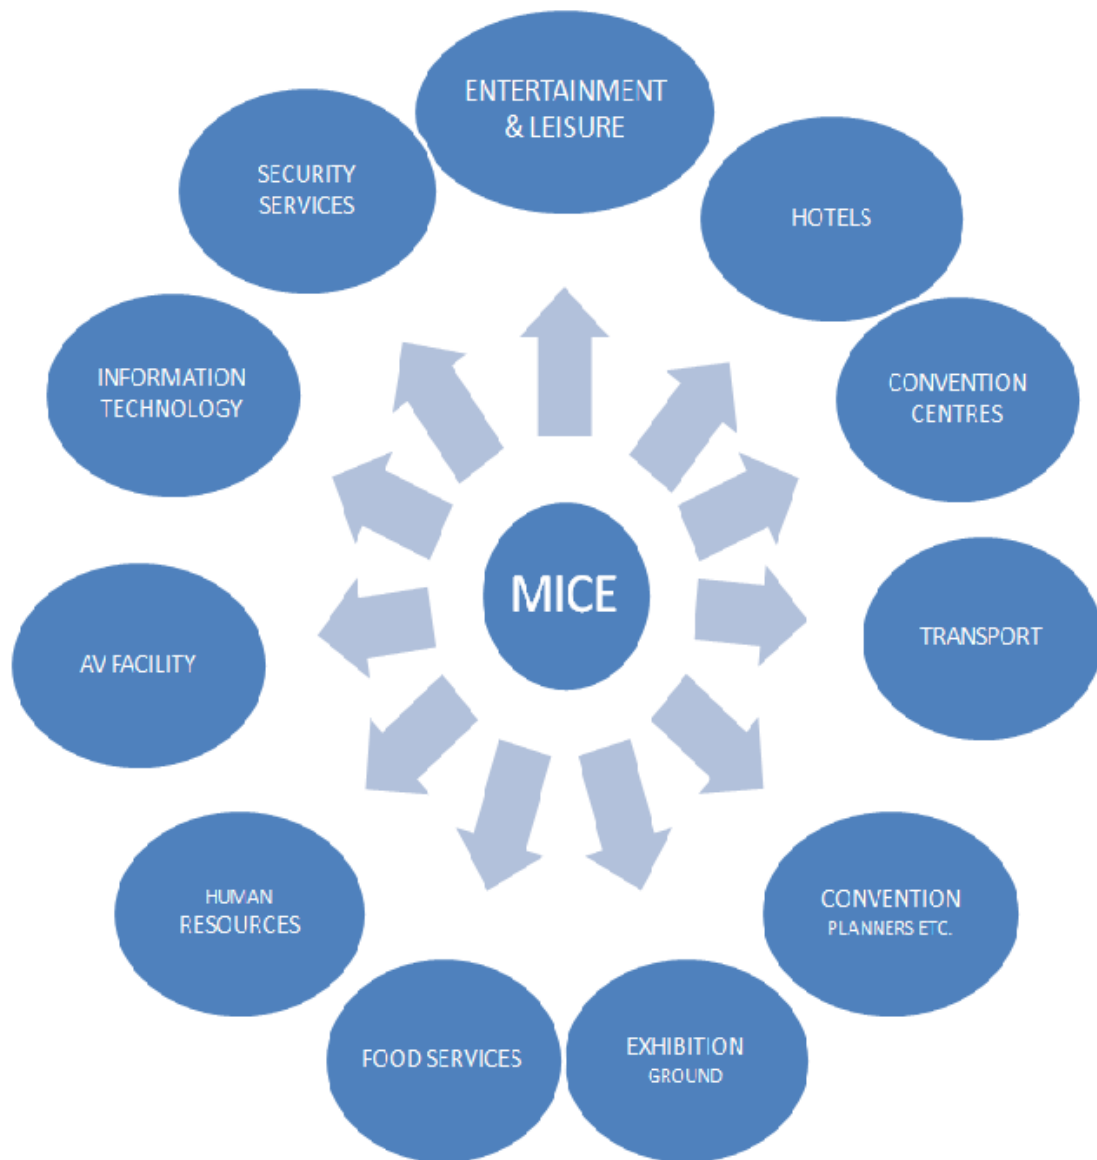 ENTERTAINMENT
& LEISURE
HOTELS
CONVENTION
CENTRES
TRANSPORT
CONVENTION
PLANNERS ETC.
EXHIBITION
GROUND
FOOD SERVICES
HUMAN
RESOURCES
AV FACILITY
INFORMATION
TECHNOLOGY
SECURITY
SERVICES
MICE